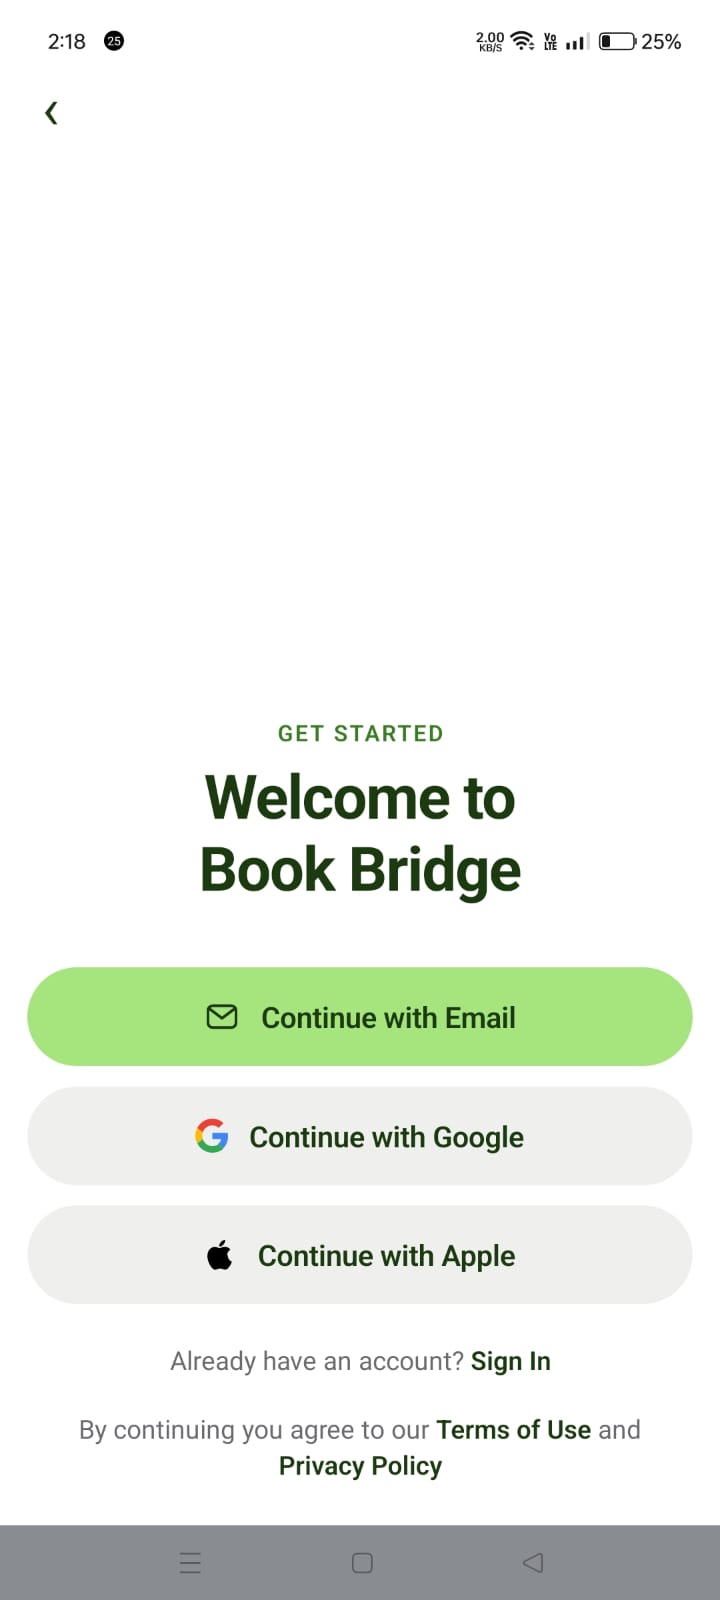 2:18 25 2.00 KB/S Vo LTE 25%
GET STARTED
Welcome to
Book Bridge
Continue with Email
Continue with Google
Continue with Apple
Already have an account? Sign In
By continuing you agree to our Terms of Use and
Privacy Policy